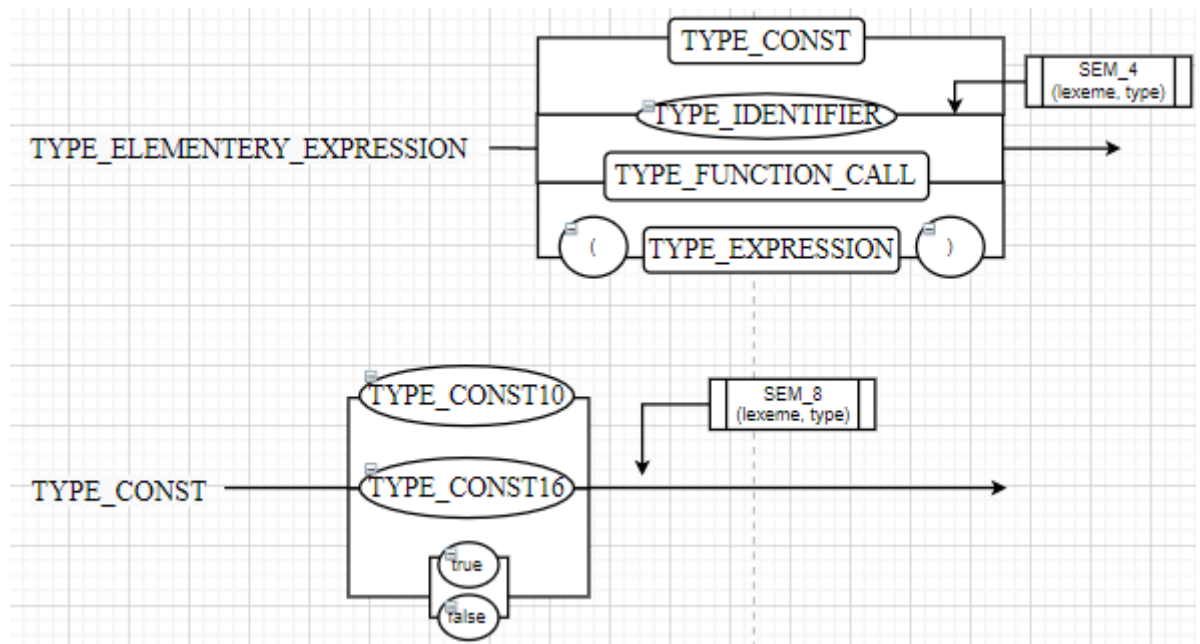 TYPE_CONST
SEM_4
(lexeme, type)
TYPE_IDENTIFIER
TYPE_ELEMENTERY_EXPRESSION
TYPE_FUNCTION_CALL
( TYPE_EXPRESSION )
TYPE_CONST10
SEM_8
(lexeme, type)
TYPE_CONST TYPE_CONST16
true
false